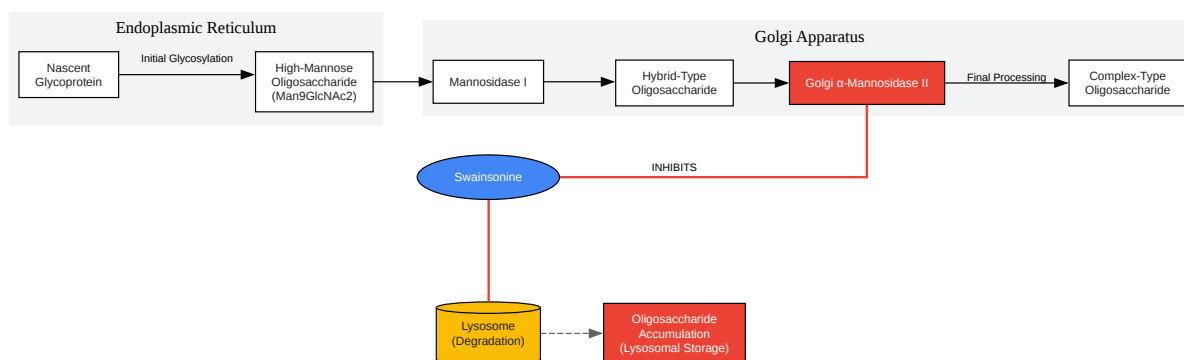 Endoplasmic Reticulum
Golgi Apparatus
Nascent
Glycoprotein
Initial Glycosylation
High-Mannose
Oligosaccharide
(Man9GlcNAc2)
Mannosidase I
Hybrid-Type
Oligosaccharide
Golgi α-Mannosidase II
Final Processing
Complex-Type
Oligosaccharide
Swainsonine
INHIBITS
Lysosome
(Degradation)
Oligosaccharide
Accumulation
(Lysosomal Storage)